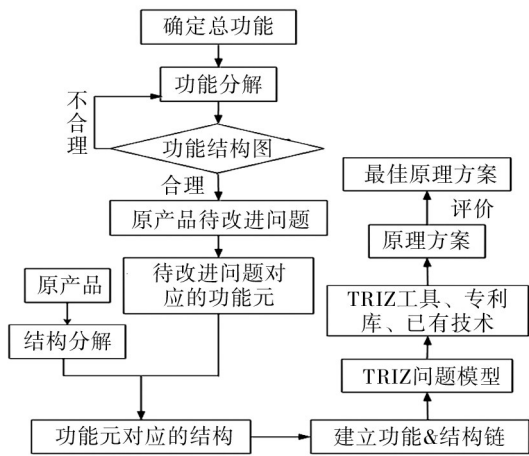 确定总功能
功能分解
不合理
功能结构图
合理
原产品待改进问题
待改进问题对
应的功能元
原产品
结构分解
功能元对应的结构
建立功能&结构链
TRIZ问题模型
TRIZ工具、专利
库、已有技术
原理方案
评价
最佳原理方案